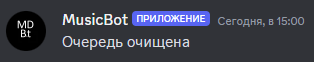 MD
Bt
MusicBot ПРИЛОЖЕНИЕ Сегодня, в 15:00
Очередь очищена